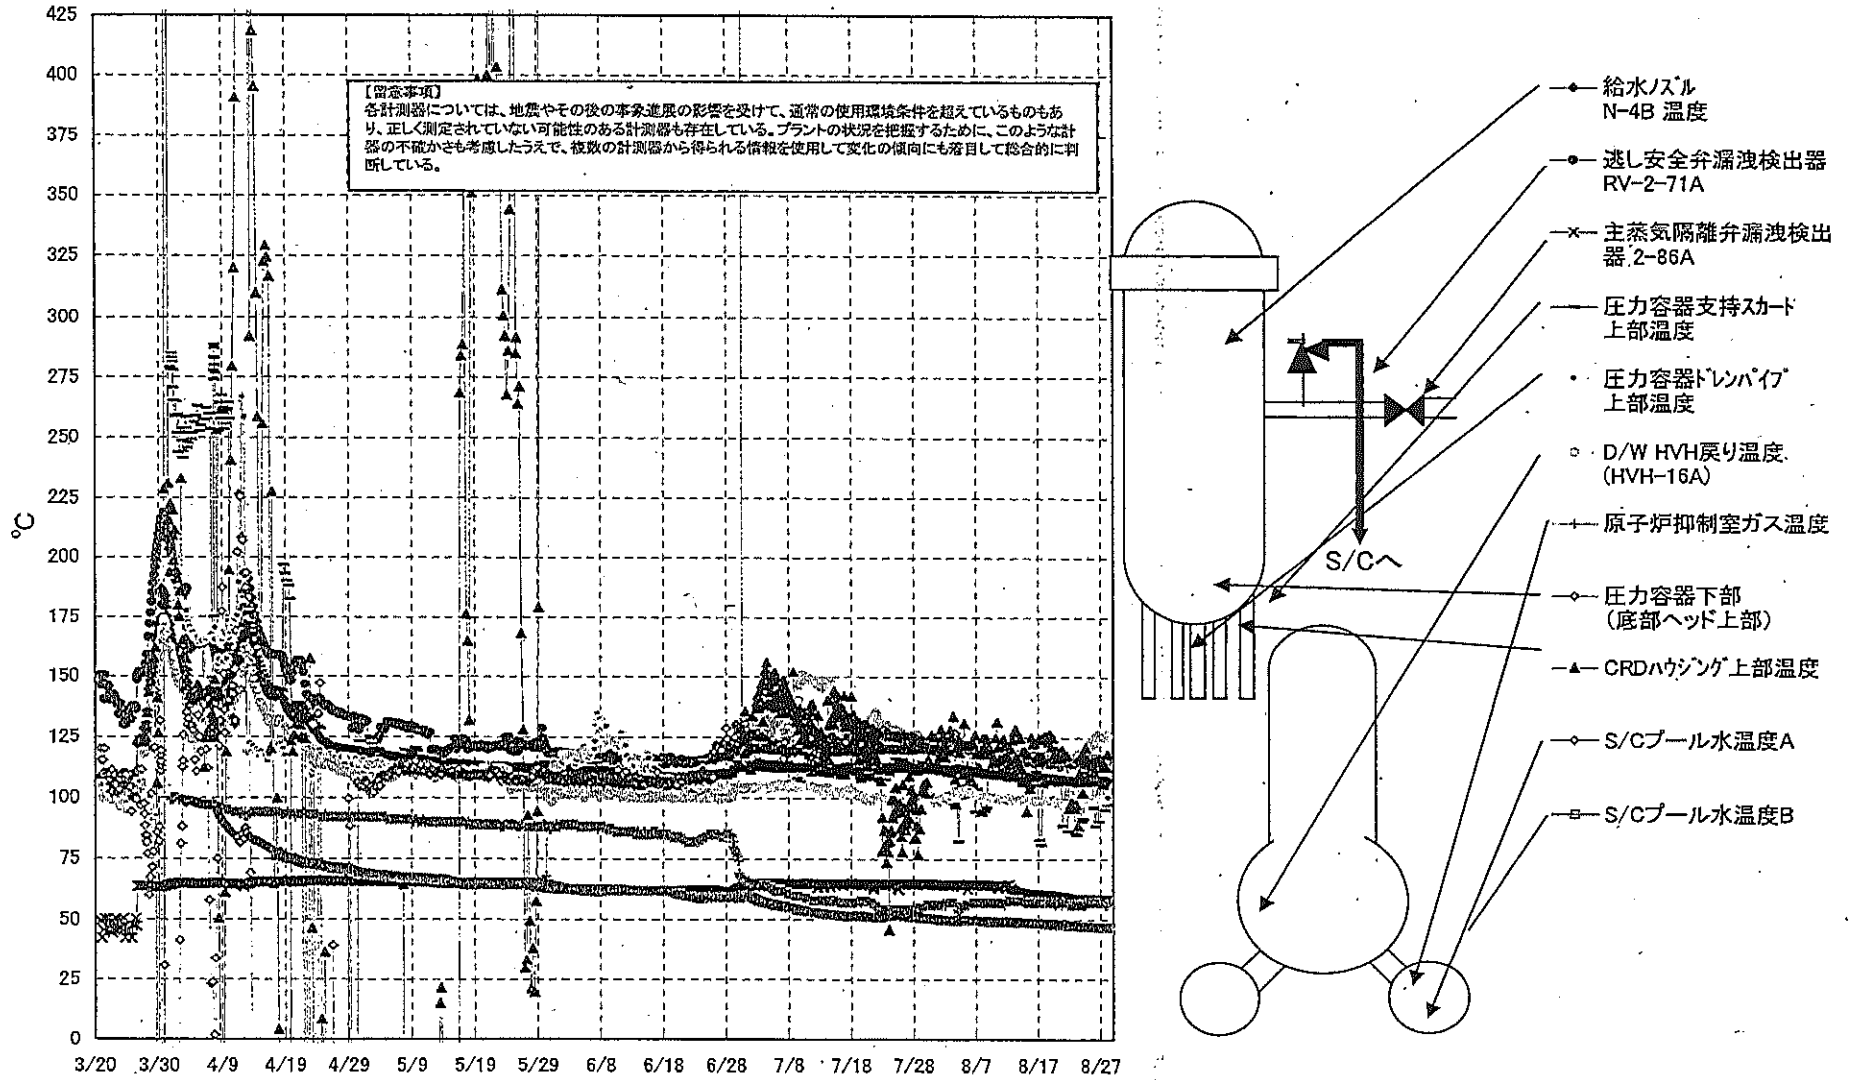 425
400
375
350
325
300
275
250
225
200
175
150
125
100
75
50
25
0
℃
3/20 3/30 4/9 4/19 4/29 5/9 5/19 5/29 6/8 6/18 6/28 7/8 7/18 7/28 8/7 8/17 8/27
【留意事項】
各計測器については、地震やその後の事象進展の影響を受けて、通常の使用環境条件を超えているものもあ
り、正しく測定されていない可能性のある計測器も存在している。プラントの状況を把握するために、このような計
器の不確かさも考慮したうえで、複数の計測器から得られる情報を使用して変化の傾向にも着目して総合的に判
断している。
S/Cへ
給水ノズル
N-4B 温度
逃し安全弁漏洩検出器
RV-2-71A
主蒸気隔離弁漏洩検出
器 2-86A
圧力容器支持スカート
上部温度
圧力容器ドレンパイプ
上部温度
D/W HVH戻り温度
(HVH-16A)
原子炉抑制室ガス温度
圧力容器下部
(底部ヘッド上部)
CRDハウジング上部温度
S/Cプール水温度A
S/Cプール水温度B